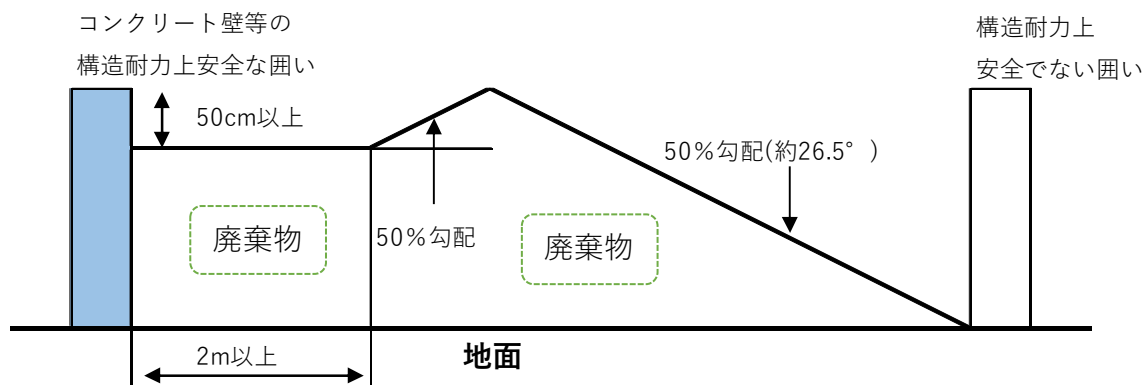 コンクリート壁等の
構造耐力上安全な囲い
構造耐力上
安全でない囲い
50cm以上
50%勾配(約26.5°)
廃棄物
50%勾配
廃棄物
2m以上
地面